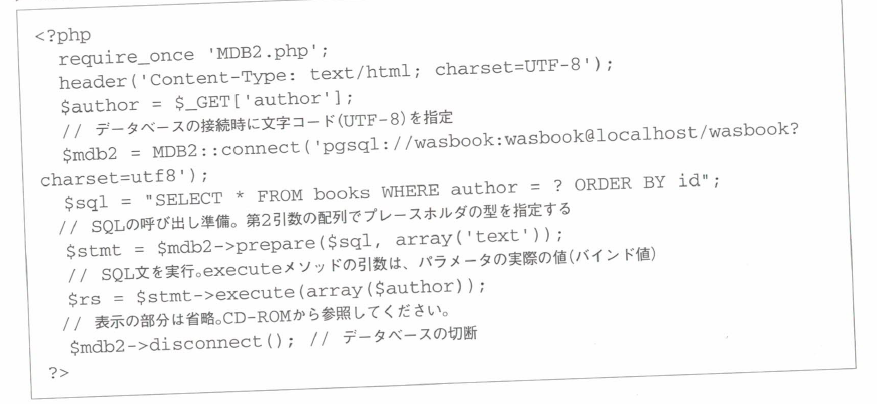 <?php
require_once 'MDB2.php';
header('Content-Type: text/html; charset=UTF-8');
$author = $_GET['author'];
// データベースの接続時に文字コード(UTF-8)を指定
$mdb2 = MDB2::connect('pgsql://wasbook:wasbook@localhost/wasbook?
charset=utf8');
$sql = "SELECT * FROM books WHERE author = ? ORDER BY id";
// SQLの呼び出し準備。第2引数の配列でプレースホルダの型を指定する
$stmt = $mdb2->prepare($sql, array('text'));
// SQL文を実行。executeメソッドの引数は、パラメータの実際の値(バインド値)
$rs = $stmt->execute(array($author));
// 表示の部分は省略。CD-ROMから参照してください。
$mdb2->disconnect(); // データベースの切断
?>